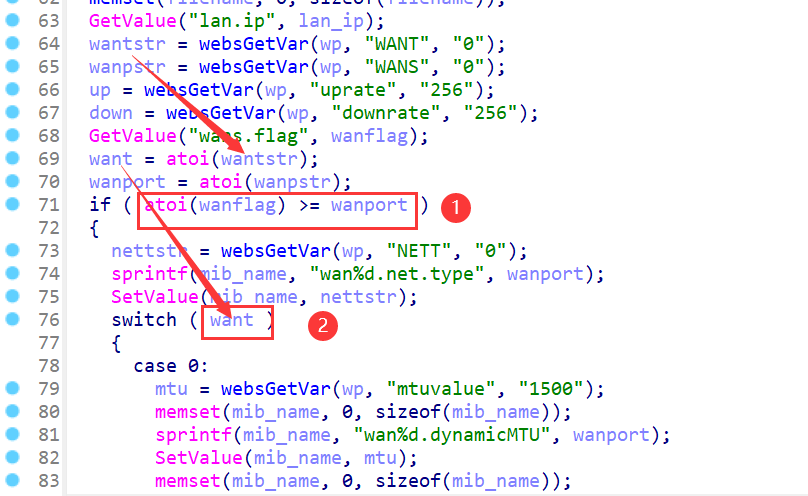 62 memset(filename, 0, sizeof(filename));
63 GetValue("lan.ip", lan_ip);
64 wantstr = websGetVar(wp, "WANT", "0");
65 wanpstr = websGetVar(wp, "WANS", "0");
66 up = websGetVar(wp, "uprate", "256");
67 down = websGetVar(wp, "downrate", "256");
68 GetValue("wans.flag", wanflag);
69 want = atoi(wantstr);
70 wanport = atoi(wanpstr);
71 if ( atoi(wanflag) >= wanport ) 1
72 {
73 nettstr = websGetVar(wp, "NETT", "0");
74 sprintf(mib_name, "wan%d.net.type", wanport);
75 SetValue(mib_name, nettstr);
76 switch ( want ) 2
77 {
78 case 0:
79 mtu = websGetVar(wp, "mtuvalue", "1500");
80 memset(mib_name, 0, sizeof(mib_name));
81 sprintf(mib_name, "wan%d.dynamicMTU", wanport);
82 SetValue(mib_name, mtu);
83 memset(mib_name, 0, sizeof(mib_name));